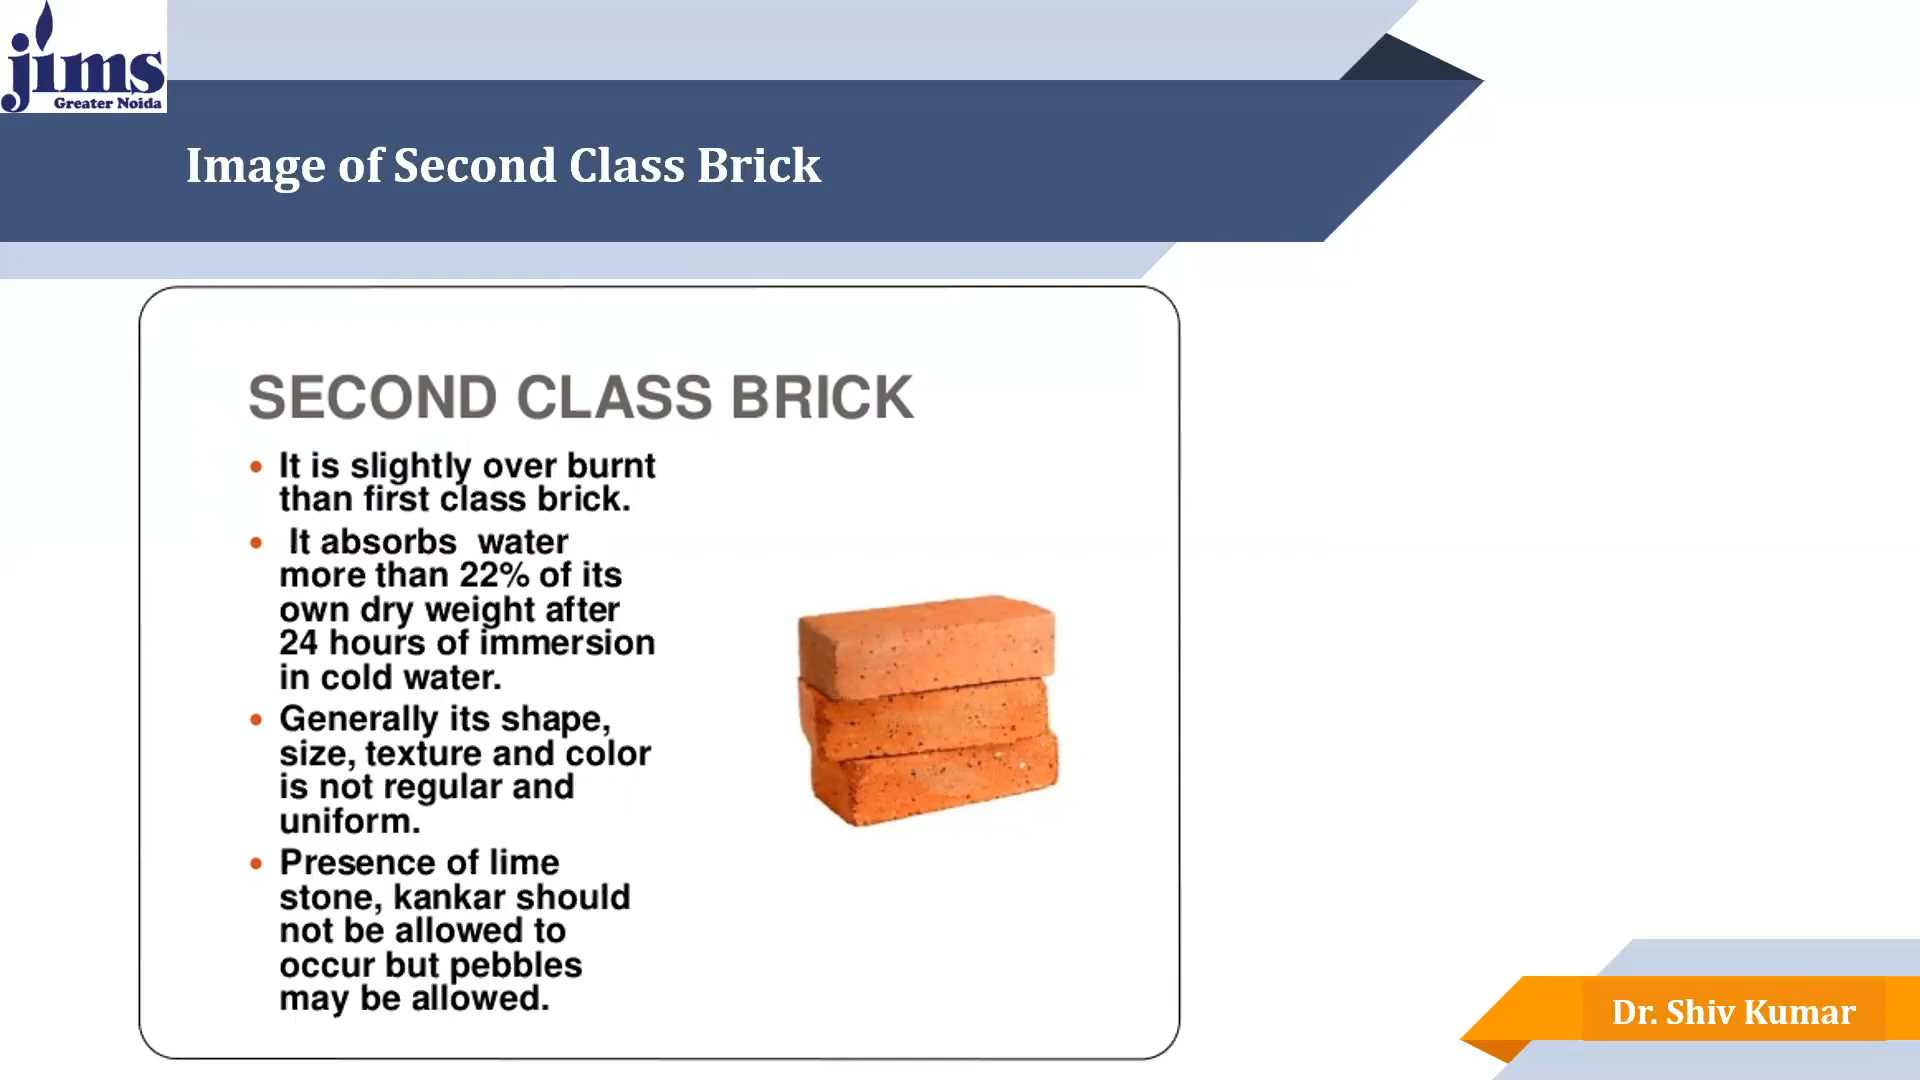 jims
Greater Noida
Image of Second Class Brick
SECOND CLASS BRICK
• It is slightly over burnt
than first class brick.
• It absorbs water
more than 22% of its
own dry weight after
24 hours of immersion
in cold water.
• Generally its shape,
size, texture and color
is not regular and
uniform.
• Presence of lime
stone, kankar should
not be allowed to
occur but pebbles
may be allowed.
Dr. Shiv Kumar